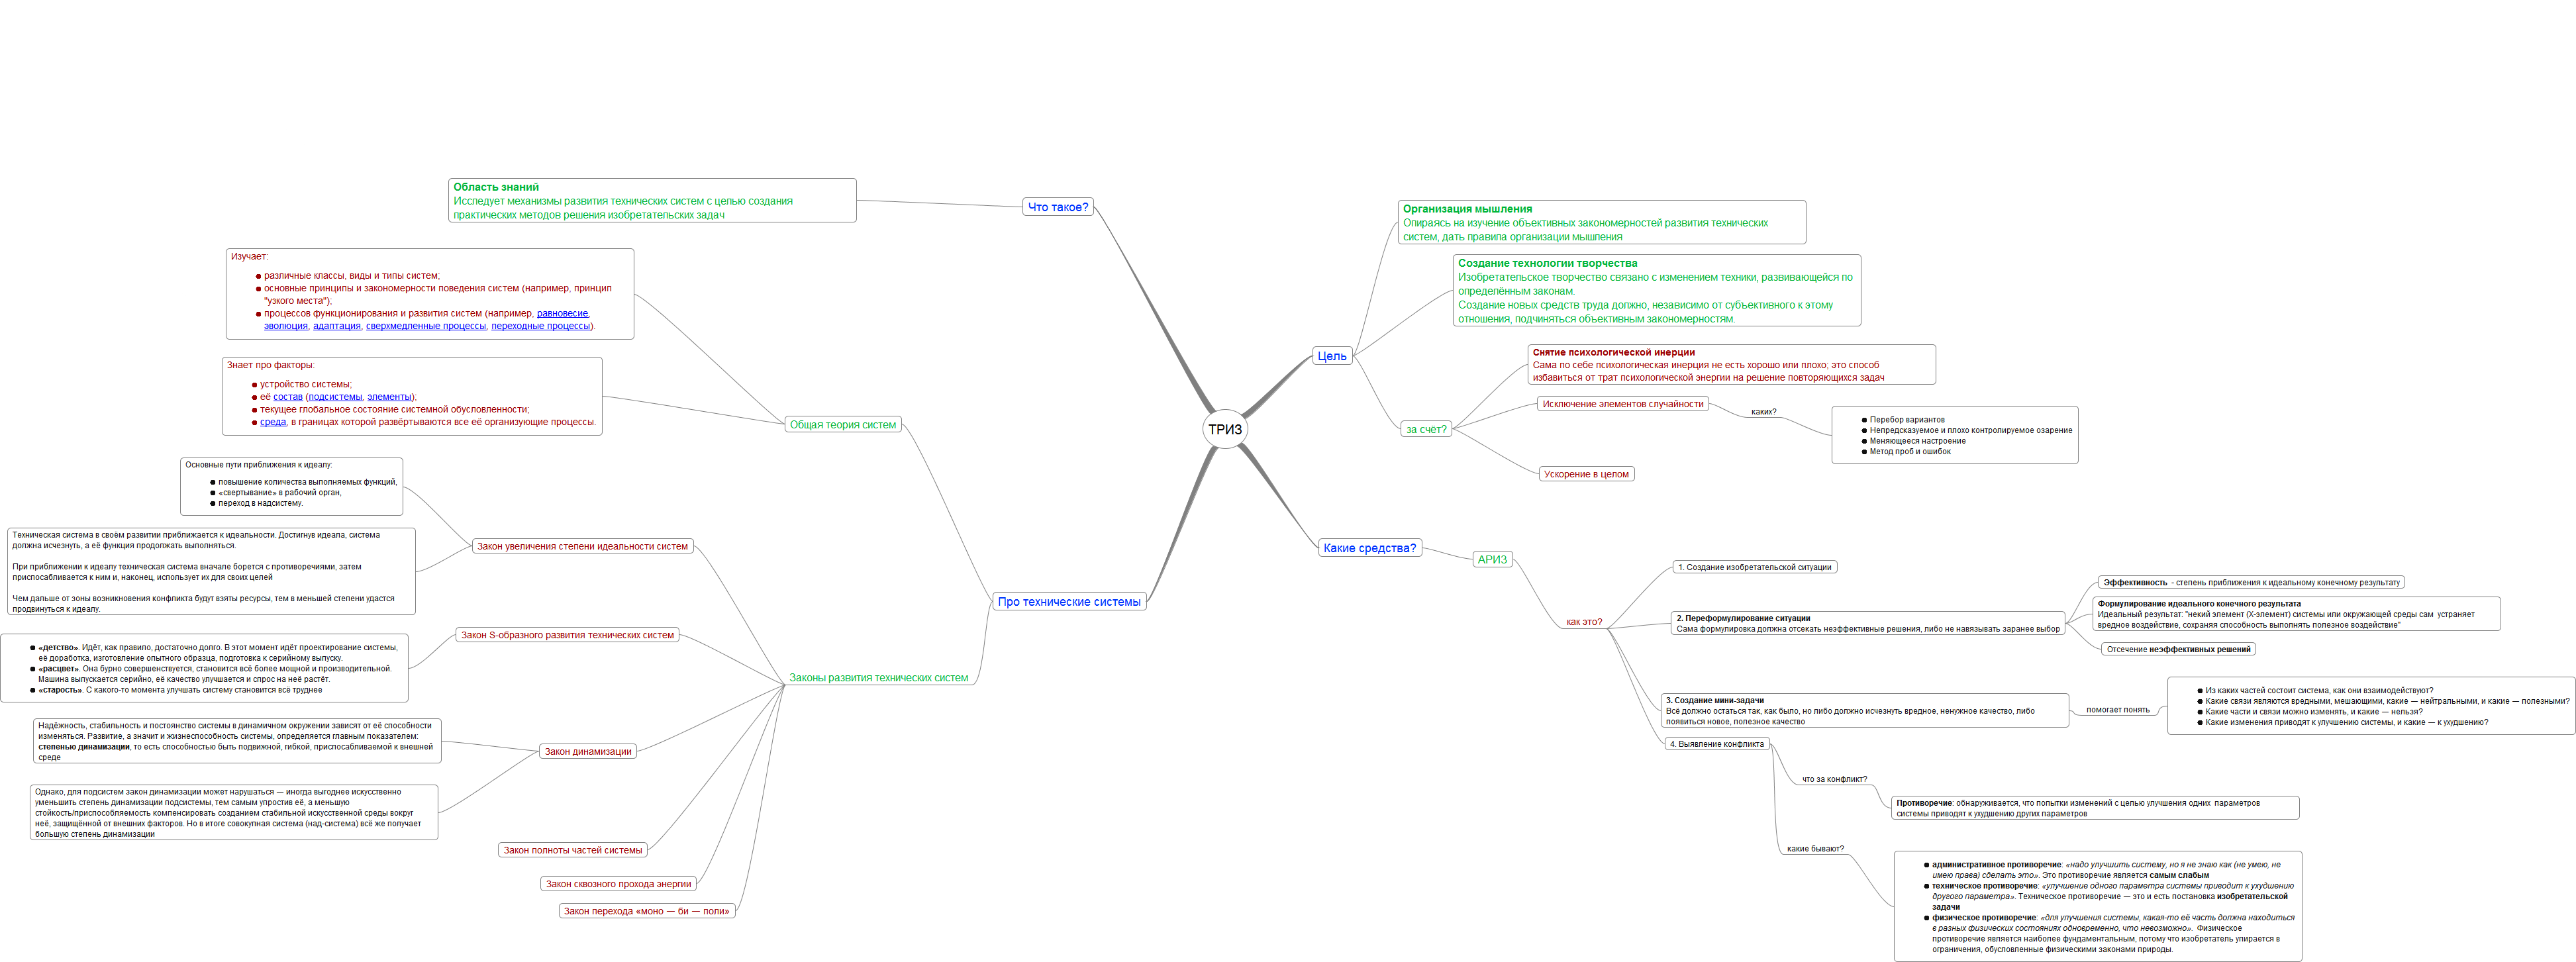 ТРИЗ
Что такое?
Область знаний
Исследует механизмы развития технических систем с целью создания
практических методов решения изобретательских задач
Про технические системы
Общая теория систем
Изучает:
● различные классы, виды и типы систем;
● основные принципы и закономерности поведения систем (например, принцип
"узкого места");
● процессов функционирования и развития систем (например, равновесие,
эволюция, адаптация, сверхмедленные процессы, переходные процессы).
Знает про факторы:
● устройство системы;
● её состав (подсистемы, элементы);
● текущее глобальное состояние системной обусловленности;
● среда, в границах которой развёртываются все её организующие процессы.
Законы развития технических систем
Закон увеличения степени идеальности систем
Основные пути приближения к идеалу:
● повышение количества выполняемых функций,
● «свертывание» в рабочий орган,
● переход в надсистему.
Техническая система в своём развитии приближается к идеальности. Достигнув идеала, система
должна исчезнуть, а её функция продолжать выполняться.
При приближении к идеалу техническая система вначале борется с противоречиями, затем
приспосабливается к ним и, наконец, использует их для своих целей
Чем дальше от зоны возникновения конфликта будут взяты ресурсы, тем в меньшей степени удастся
продвинуться к идеалу.
Закон S-образного развития технических систем
● «детство». Идёт, как правило, достаточно долго. В этот момент идёт проектирование системы,
её доработка, изготовление опытного образца, подготовка к серийному выпуску.
● «расцвет». Она бурно совершенствуется, становится всё более мощной и производительной.
Машина выпускается серийно, её качество улучшается и спрос на неё растёт.
● «старость». С какого-то момента улучшать систему становится всё труднее
Закон динамизации
Надёжность, стабильность и постоянство системы в динамичном окружении зависят от её способности
изменяться. Развитие, а значит и жизнеспособность системы, определяется главным показателем:
степенью динамизации, то есть способностью быть подвижной, гибкой, приспосабливаемой к внешней
среде
Однако, для подсистем закон динамизации может нарушаться — иногда выгоднее искусственно
уменьшить степень динамизации подсистемы, тем самым упростив её, а меньшую
стойкость/приспособляемость компенсировать созданием стабильной искусственной среды вокруг
неё, защищённой от внешних факторов. Но в итоге совокупная система (над-система) всё же получает
большую степень динамизации
Закон полноты частей системы
Закон сквозного прохода энергии
Закон перехода «моно — би — поли»
Цель
Организация мышления
Опираясь на изучение объективных закономерностей развития технических
систем, дать правила организации мышления
Создание технологии творчества
Изобретательское творчество связано с изменением техники, развивающейся по
определённым законам.
Создание новых средств труда должно, независимо от субъективного к этому
отношения, подчиняться объективным закономерностям.
за счёт?
Снятие психологической инерции
Сама по себе психологическая инерция не есть хорошо или плохо; это способ
избавиться от трат психологической энергии на решение повторяющихся задач
Исключение элементов случайности
каких?
● Перебор вариантов
● Непредсказуемое и плохо контролируемое озарение
● Меняющееся настроение
● Метод проб и ошибок
Ускорение в целом
Какие средства?
АРИЗ
как это?
1. Создание изобретательской ситуации
2. Переформулирование ситуации
Сама формулировка должна отсекать неэффективные решения, либо не навязывать заранее выбор
Эффективность - степень приближения к идеальному конечному результату
Формулирование идеального конечного результата
Идеальный результат: "некий элемент (X-элемент) системы или окружающей среды сам устраняет
вредное воздействие, сохраняя способность выполнять полезное воздействие"
Отсечение неэффективных решений
3. Создание мини-задачи
Всё должно остаться так, как было, но либо должно исчезнуть вредное, ненужное качество, либо
появиться новое, полезное качество
помогает понять
● Из каких частей состоит система, как они взаимодействуют?
● Какие связи являются вредными, мешающими, какие — нейтральными, и какие — полезными?
● Какие части и связи можно изменять, и какие — нельзя?
● Какие изменения приводят к улучшению системы, и какие — к ухудшению?
4. Выявление конфликта
что за конфликт?
Противоречие: обнаруживается, что попытки изменений с целью улучшения одних параметров
системы приводят к ухудшению других параметров
какие бывают?
● административное противоречие: «надо улучшить систему, но я не знаю как (не умею, не
имею права) сделать это». Это противоречие является самым слабым
● техническое противоречие: «улучшение одного параметра системы приводит к ухудшению
другого параметра». Техническое противоречие — это и есть постановка изобретательской
задачи
● физическое противоречие: «для улучшения системы, какая-то её часть должна находиться
в разных физических состояниях одновременно, что невозможно». Физическое
противоречие является наиболее фундаментальным, потому что изобретатель упирается в
ограничения, обусловленные физическими законами природы.